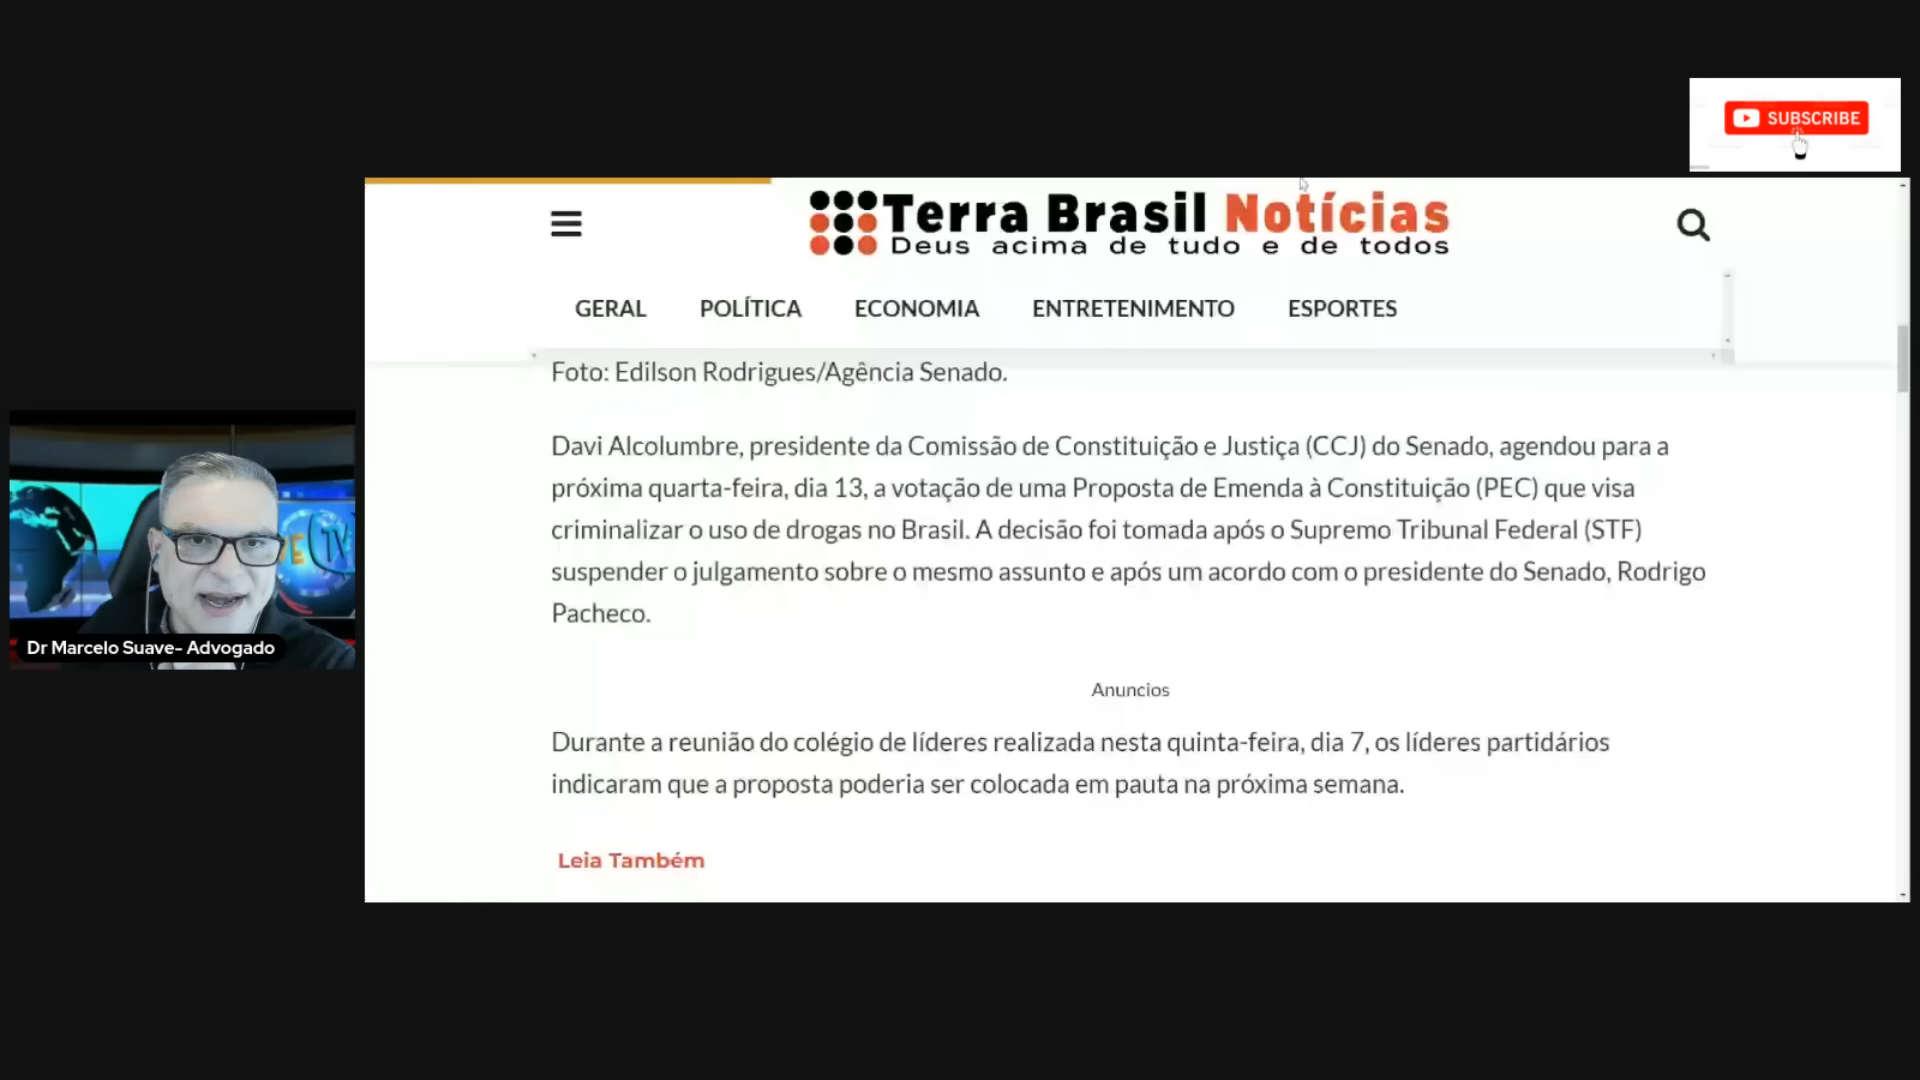 SUBSCRIBE
Terra Brasil Notícias
Deus acima de tudo e de todos
GERAL POLÍTICA ECONOMIA ENTRETENIMENTO ESPORTES
Foto: Edilson Rodrigues/Agência Senado.
Davi Alcolumbre, presidente da Comissão de Constituição e Justiça (CCJ) do Senado, agendou para a
próxima quarta-feira, dia 13, a votação de uma Proposta de Emenda à Constituição (PEC) que visa
criminalizar o uso de drogas no Brasil. A decisão foi tomada após o Supremo Tribunal Federal (STF)
suspender o julgamento sobre o mesmo assunto e após um acordo com o presidente do Senado, Rodrigo
Pacheco.
Anuncios
Durante a reunião do colégio de líderes realizada nesta quinta-feira, dia 7, os líderes partidários
indicaram que a proposta poderia ser colocada em pauta na próxima semana.
Leia Também
TV
Dr Marcelo Suave- Advogado